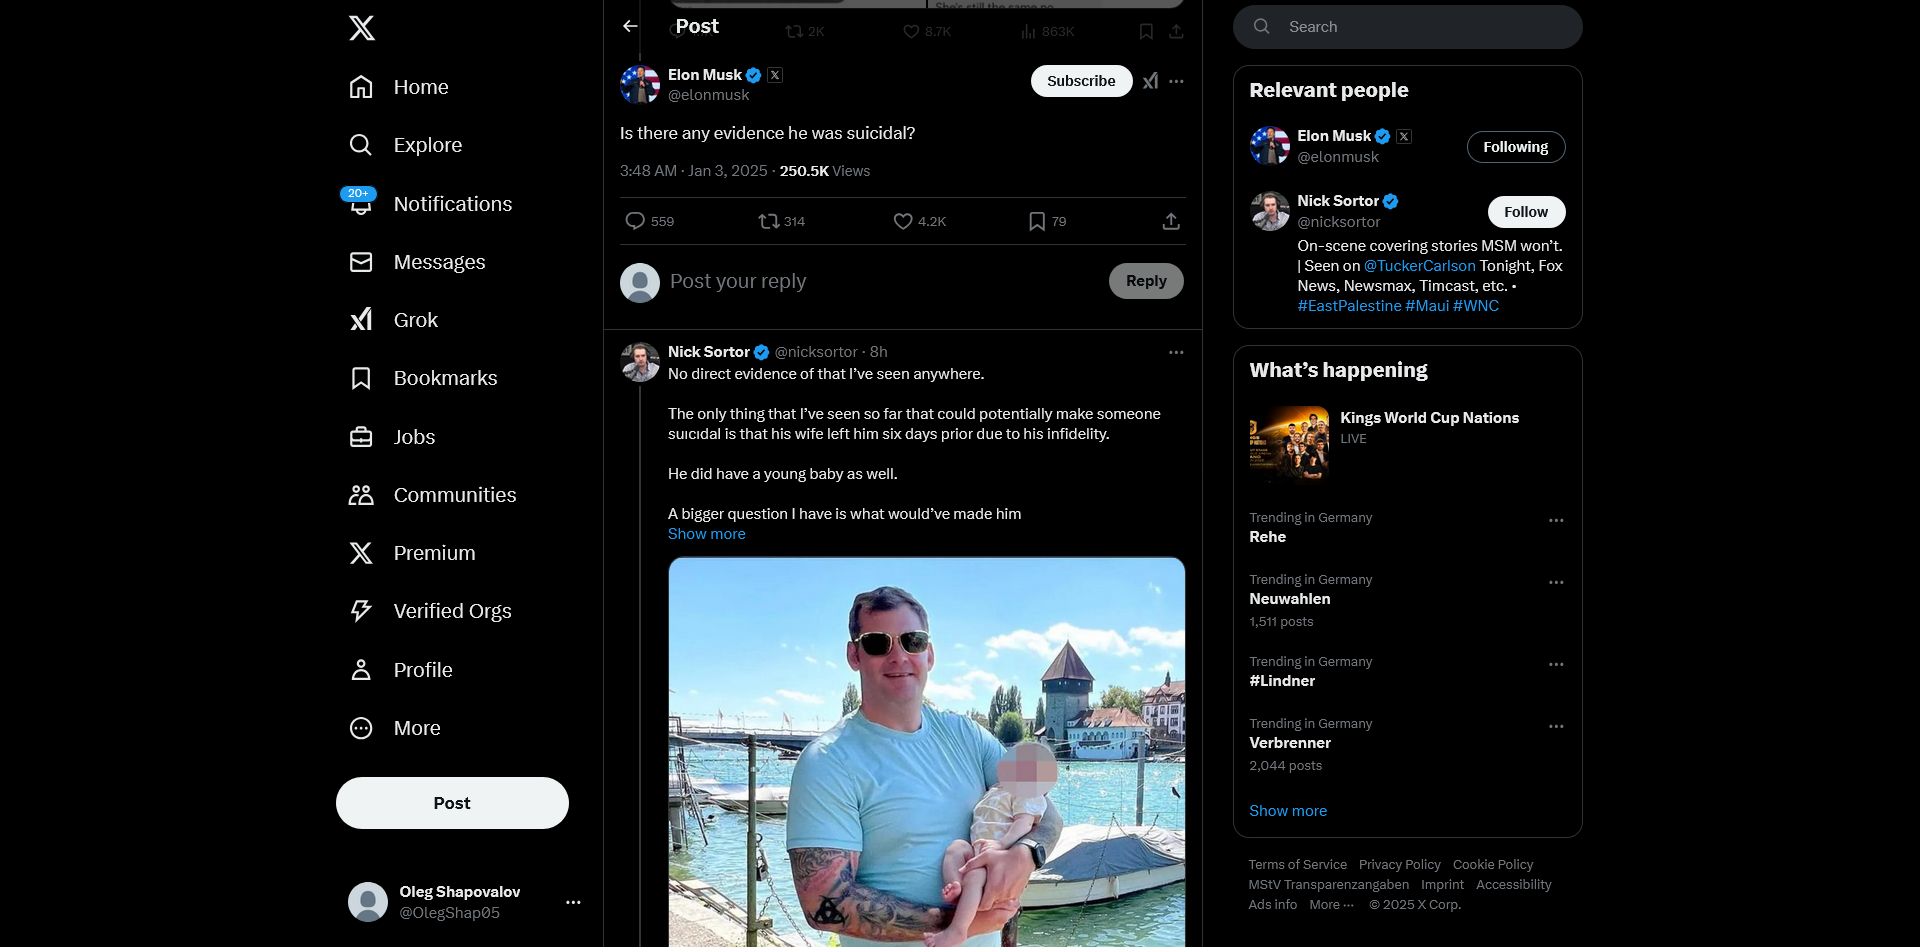 Home
Explore
20+
Notifications
Messages
Grok
Bookmarks
Jobs
Communities
Premium
Verified Orgs
Profile
More
Post
Oleg Shapovalov
@OlegShap05
Post
She's still the same no
2K
8.7K
863K
Elon Musk
@elonmusk
Subscribe
Is there any evidence he was suicidal?
3:48 AM · Jan 3, 2025 · 250.5K Views
559
314
4.2K
79
Post your reply
Reply
Nick Sortor @nicksortor · 8h
No direct evidence of that I’ve seen anywhere.
The only thing that I’ve seen so far that could potentially make someone
suicidal is that his wife left him six days prior due to his infidelity.
He did have a young baby as well.
A bigger question I have is what would’ve made him
Show more
Search
Relevant people
Elon Musk
@elonmusk
Following
Nick Sortor
@nicksortor
Follow
On-scene covering stories MSM won’t.
| Seen on @TuckerCarlson Tonight, Fox
News, Newsmax, Timcast, etc. •
#EastPalestine #Maui #WNC
What’s happening
Kings World Cup Nations
LIVE
Trending in Germany
Rehe
Trending in Germany
Neuwahlen
1,511 posts
Trending in Germany
#Lindner
Trending in Germany
Verbrenner
2,044 posts
Show more
Terms of Service Privacy Policy Cookie Policy
MStV Transparenzangaben Imprint Accessibility
Ads info More ··· © 2025 X Corp.